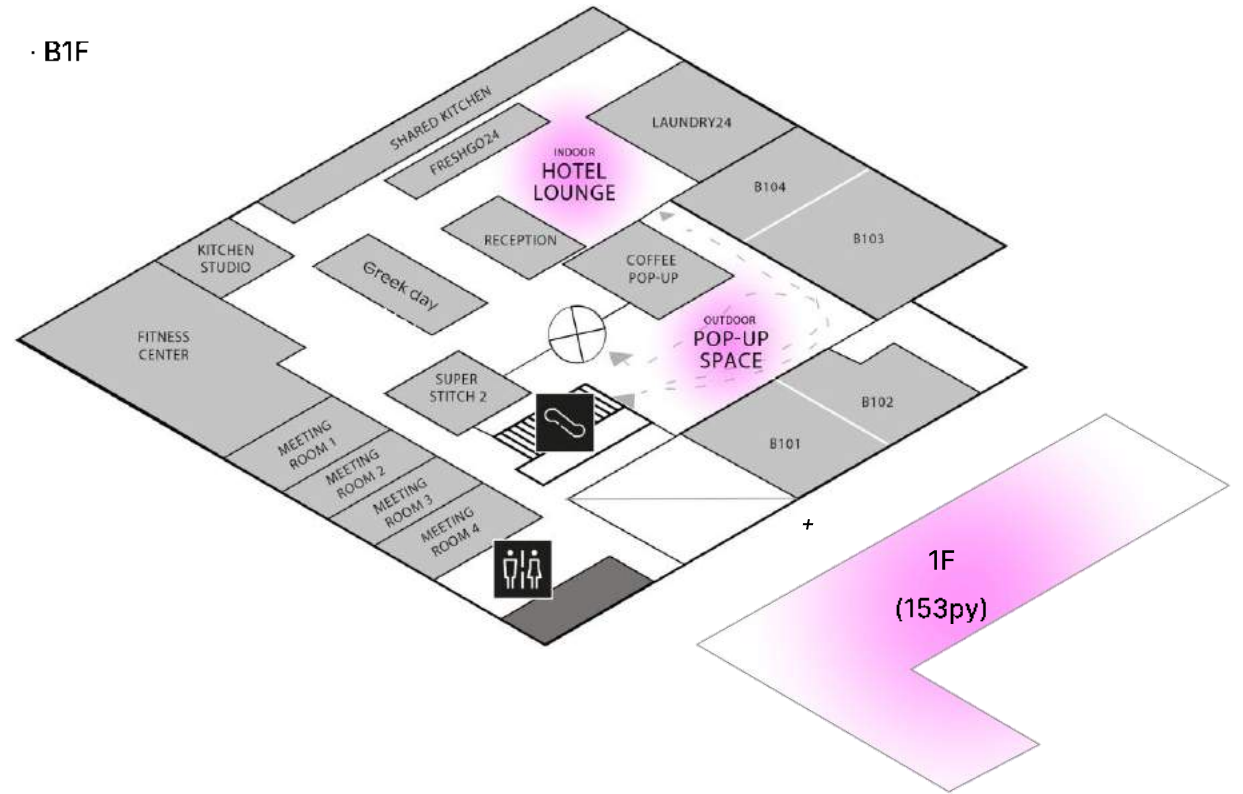 · B1F
SHARED KITCHEN
FRESHGO24
LAUNDRY24
INDOOR
HOTEL
LOUNGE
B104
B103
RECEPTION
KITCHEN
STUDIO
COFFEE
POP-UP
Greek day
OUTDOOR
POP-UP
SPACE
FITNESS
CENTER
SUPER
STITCH 2
B102
B101
MEETING
ROOM 1
MEETING
ROOM 2
MEETING
ROOM 3
MEETING
ROOM 4
+
1F
(153py)